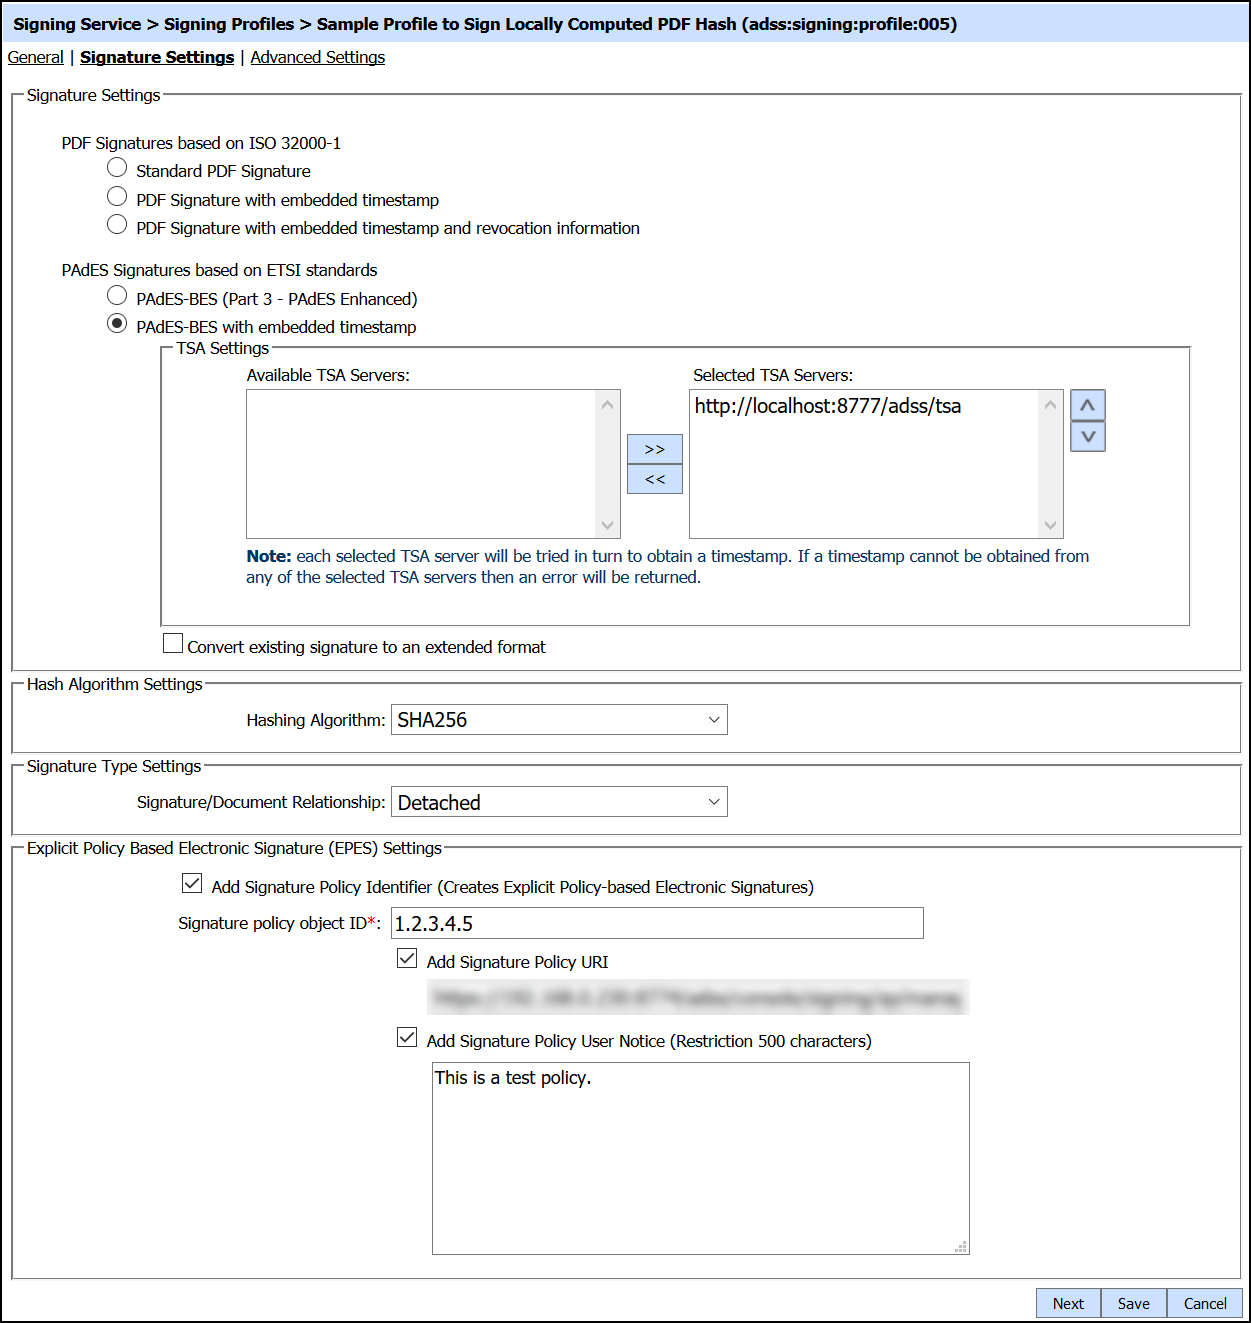 Signing Service > Signing Profiles > Sample Profile to Sign Locally Computed PDF Hash (adss:signing:profile:005)
General | Signature Settings | Advanced Settings
Signature Settings
PDF Signatures based on ISO 32000-1
Standard PDF Signature
PDF Signature with embedded timestamp
PDF Signature with embedded timestamp and revocation information
PAdES Signatures based on ETSI standards
PAdES-BES (Part 3 - PAdES Enhanced)
PAdES-BES with embedded timestamp
TSA Settings
Available TSA Servers: Selected TSA Servers:
http://localhost:8777/adss/tsa
>>
<<
Note: each selected TSA server will be tried in turn to obtain a timestamp. If a timestamp cannot be obtained from
any of the selected TSA servers then an error will be returned.
Convert existing signature to an extended format
Hash Algorithm Settings
Hashing Algorithm: SHA256
Signature Type Settings
Signature/Document Relationship: Detached
Explicit Policy Based Electronic Signature (EPES) Settings
Add Signature Policy Identifier (Creates Explicit Policy-based Electronic Signatures)
Signature policy object ID*: 1.2.3.4.5
Add Signature Policy URI
Add Signature Policy User Notice (Restriction 500 characters)
This is a test policy.
Next Save Cancel